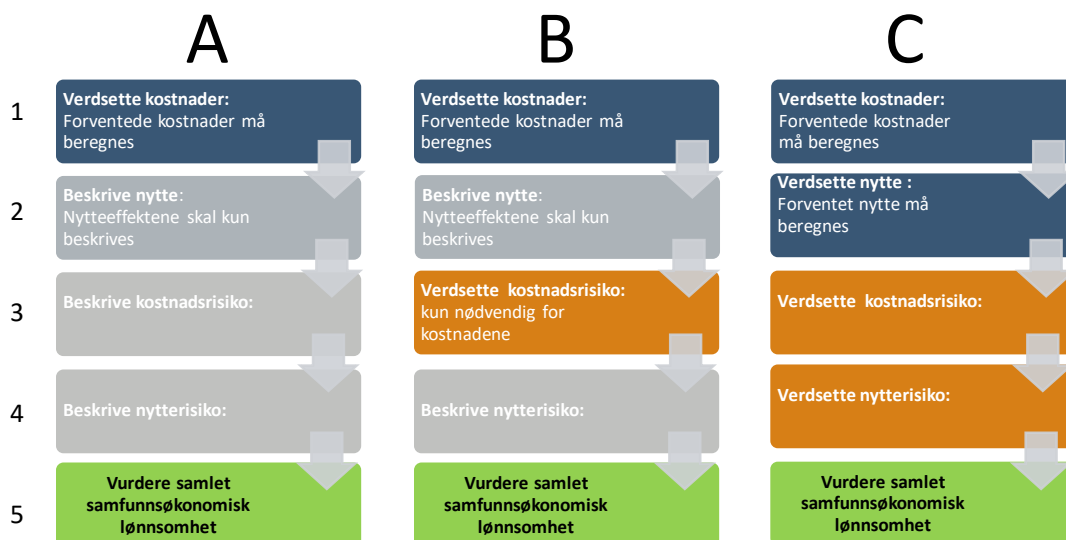 A
B
C
1
Verdsette kostnader:
Forventede kostnader må
beregnes
Verdsette kostnader:
Forventede kostnader må
beregnes
Verdsette kostnader:
Forventede kostnader
må beregnes
2
Beskrive nytte:
Nytteeffektene skal kun
beskrives
Beskrive nytte:
Nytteeffektene skal kun
beskrives
Verdsette nytte :
Forventet nytte må
beregnes
3
Beskrive kostnadsrisiko:
Verdsette kostnadsrisiko:
kun nødvendig for
kostnadene
Verdsette kostnadsrisiko:
4
Beskrive nytterisiko:
Beskrive nytterisiko:
Verdsette nytterisiko:
5
Vurdere samlet
samfunnsøkonomisk
lønnsomhet
Vurdere samlet
samfunnsøkonomisk
lønnsomhet
Vurdere samlet
samfunnsøkonomisk
lønnsomhet